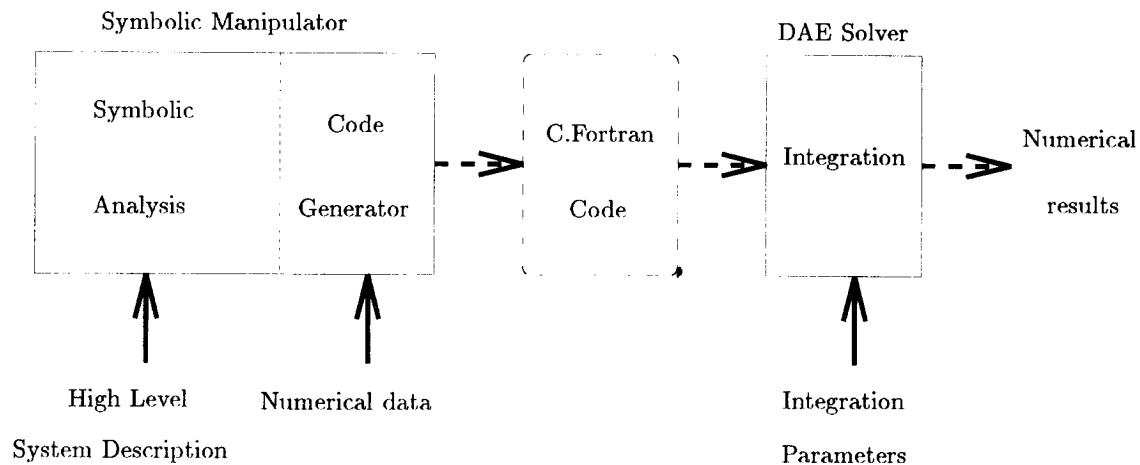 Symbolic Manipulator
DAE Solver
Symbolic
Analysis
Code
Generator
C.Fortran
Code
Integration
Numerical
results
High Level
System Description
Numerical data
Integration
Parameters